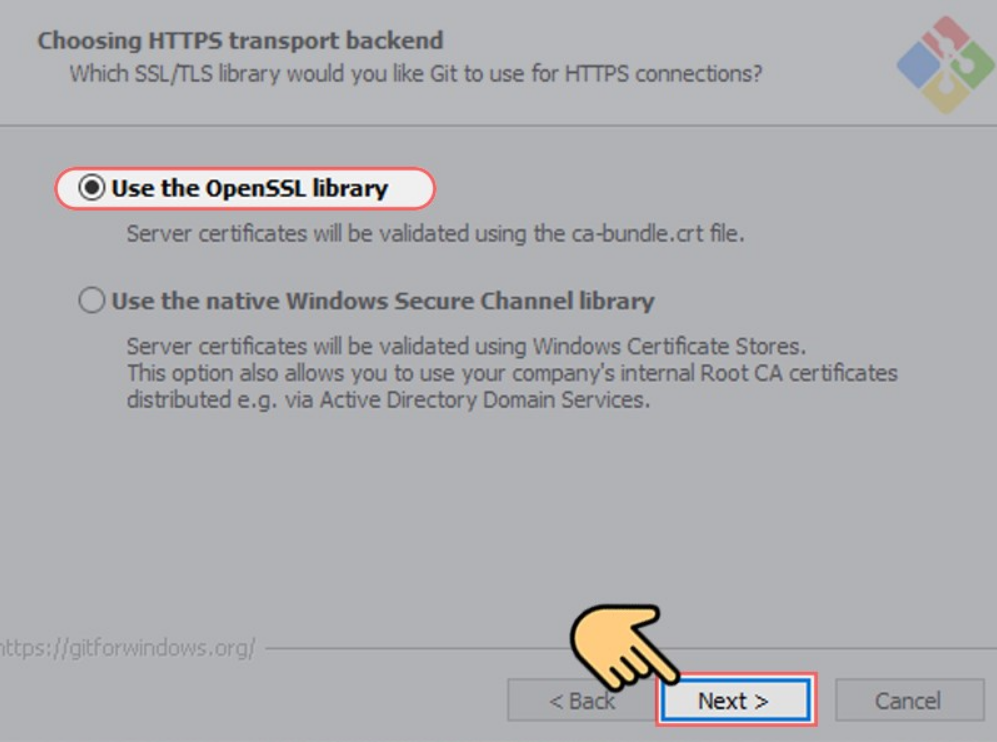 Choosing HTTPS transport backend
Which SSL/TLS library would you like Git to use for HTTPS connections?
Use the OpenSSL library
Server certificates will be validated using the ca-bundle.crt file.
Use the native Windows Secure Channel library
Server certificates will be validated using Windows Certificate Stores.
This option also allows you to use your company's internal Root CA certificates
distributed e.g. via Active Directory Domain Services.
https://gitforwindows.org/
< Back
Next >
Cancel